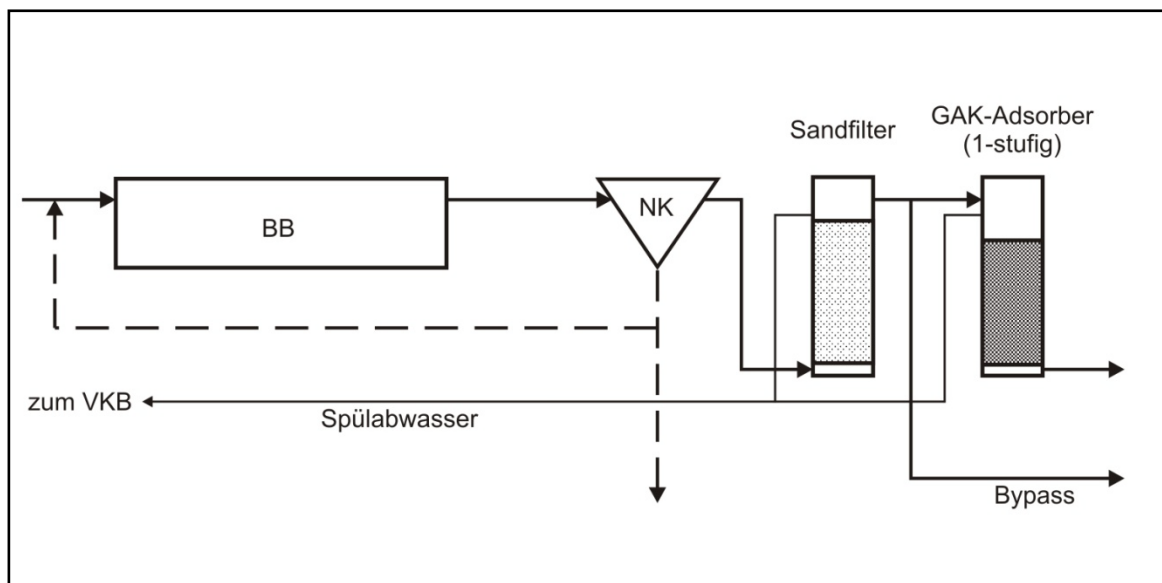 Sandfilter
GAK-Adsorber
(1-stufig)
BB
NK
zum VKB
Spülabwasser
Bypass